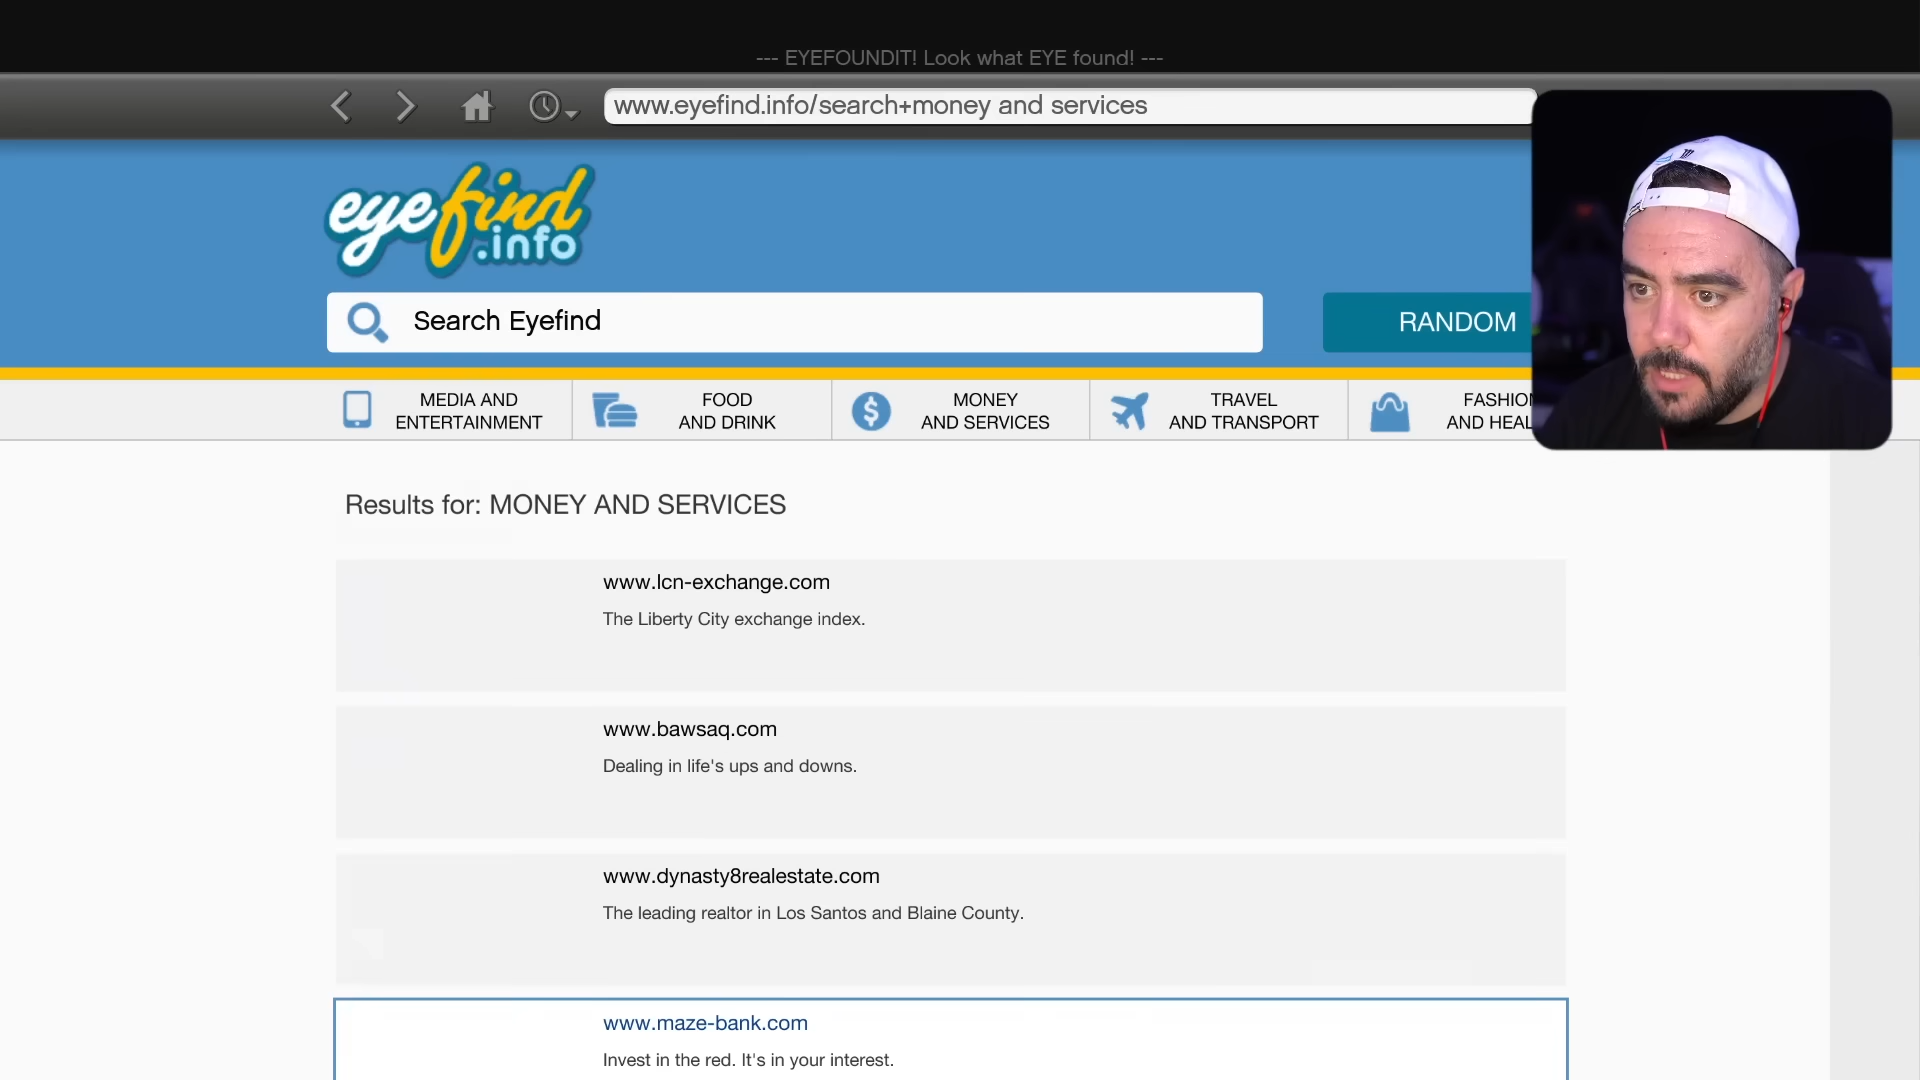 --- EYEFOUNDIT! Look what EYE found! ---
www.eyefind.info/search+money and services
eyefind
.info
Search Eyefind
RANDOM
MEDIA AND
ENTERTAINMENT
FOOD
AND DRINK
MONEY
AND SERVICES
TRAVEL
AND TRANSPORT
FASHION
AND HEAL
Results for: MONEY AND SERVICES
www.lcn-exchange.com
The Liberty City exchange index.
www.bawsaq.com
Dealing in life's ups and downs.
www.dynasty8realestate.com
The leading realtor in Los Santos and Blaine County.
www.maze-bank.com
Invest in the red. It's in your interest.